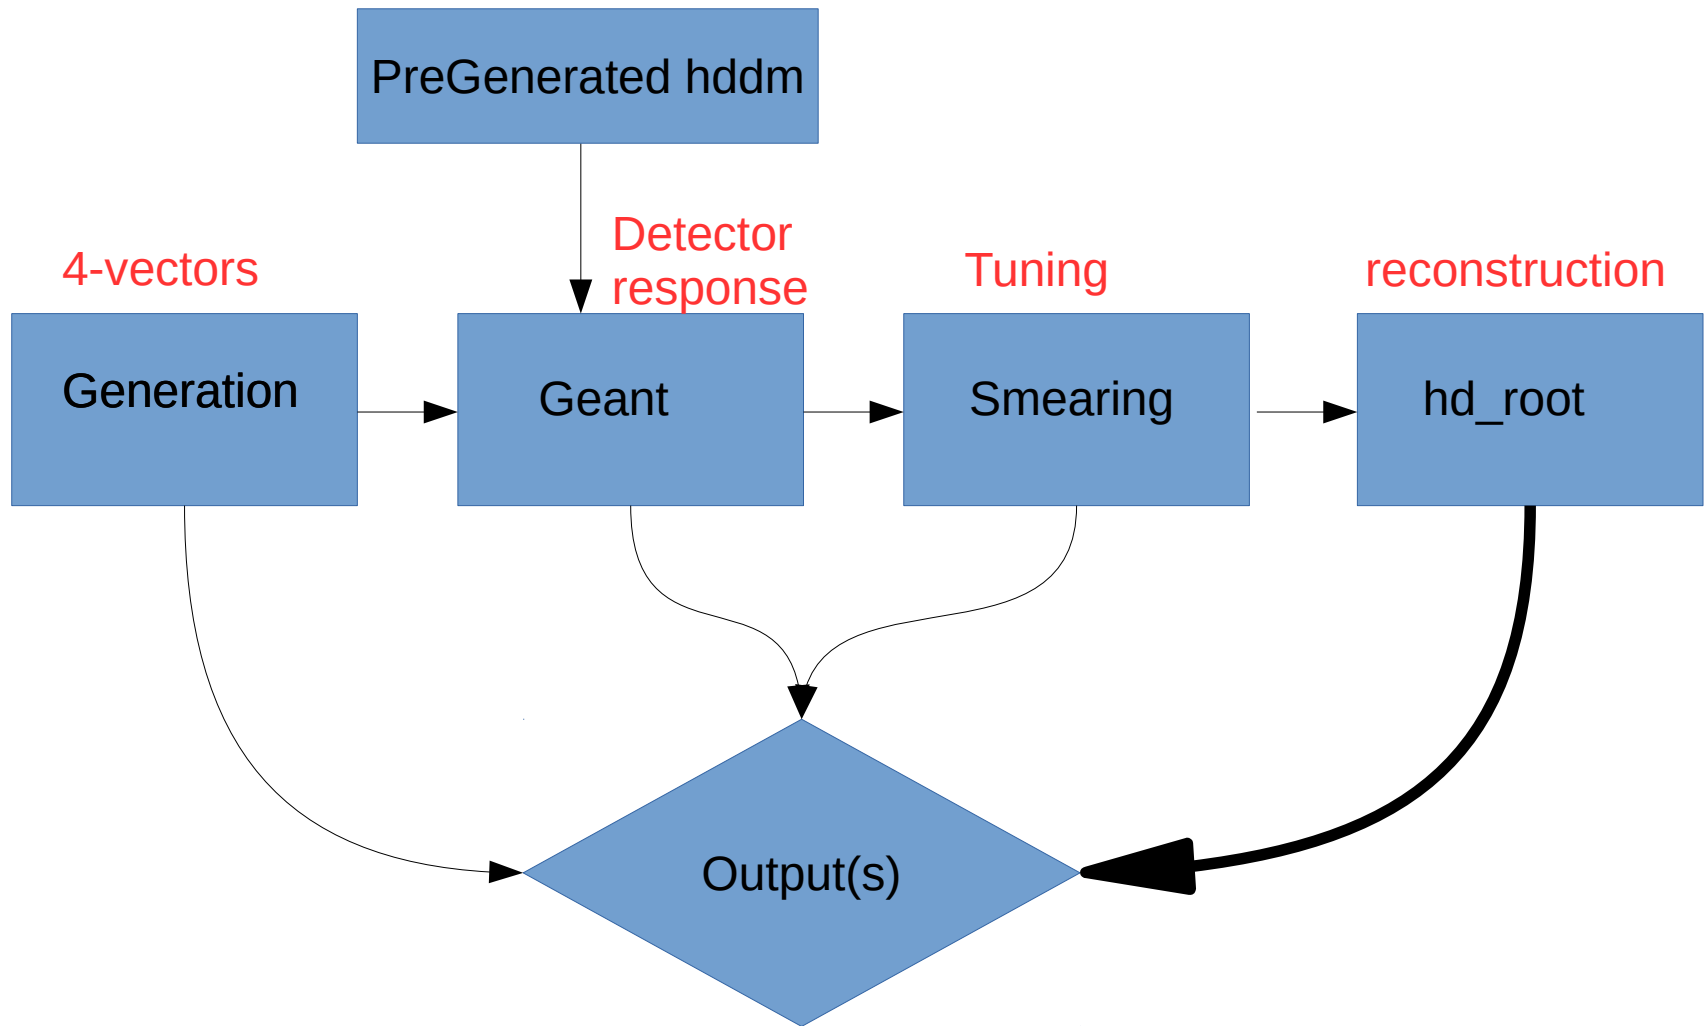 PreGenerated hddm
Detector
response
4-vectors
Tuning
reconstruction
Generation
Geant
Smearing
hd_root
Output(s)